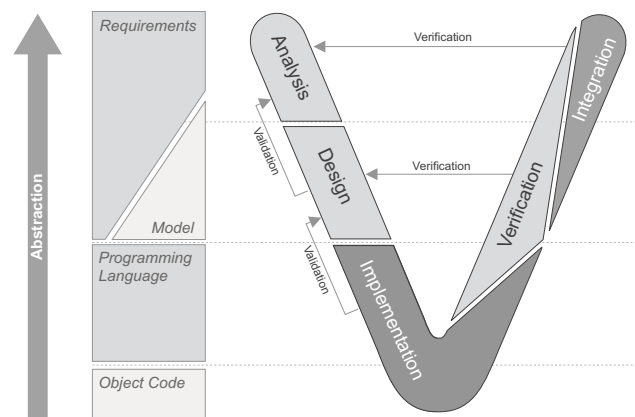 Abstraction
Requirements
Model
Programming
Language
Object Code
Analysis
Design
Implementation
Validation
Validation
Verification
Verification
Verification
Integration